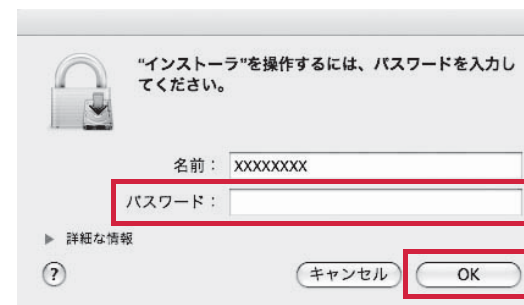 "インストーラ"を操作するには、パスワードを入力し
てください。
名前： XXXXXXXX
パスワード：
▶ 詳細な情報
? キャンセル OK